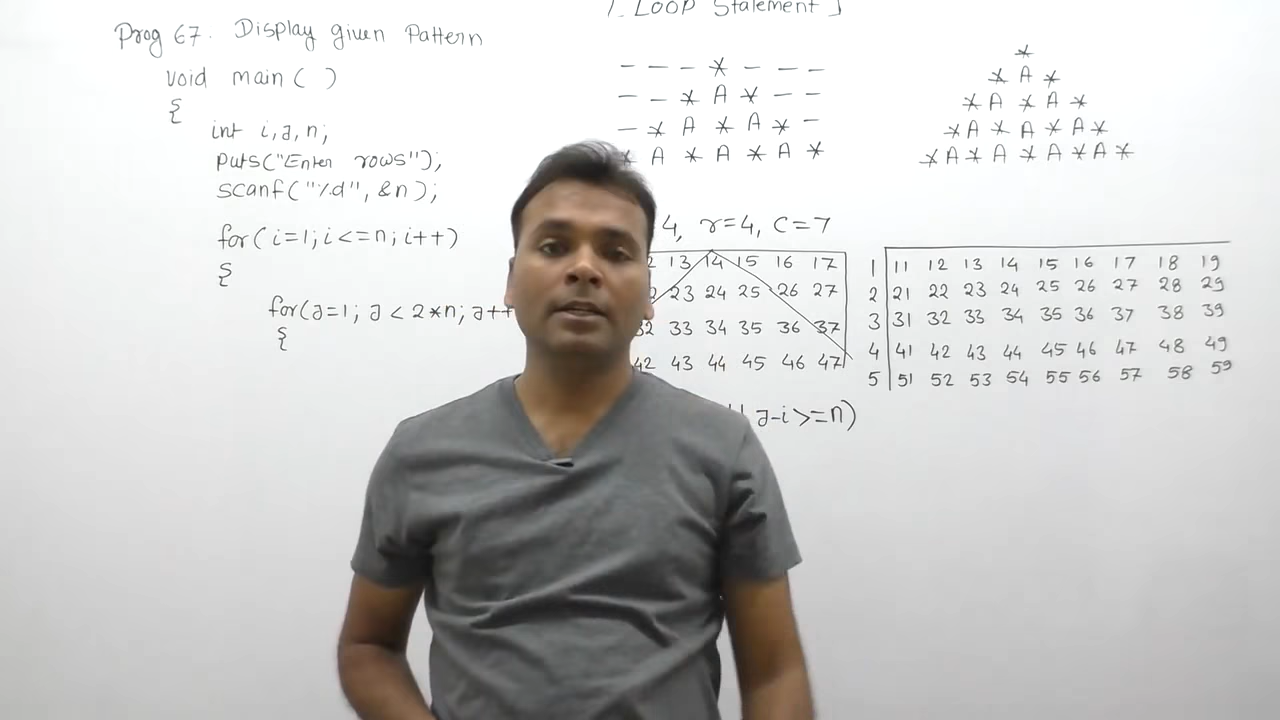 [ Loop Statement ]
Prog 67. Display given Pattern
void main( )
{
int i,j,n;
puts("Enter rows");
scanf("%d", &n);
for(i=1;i<=n;i++)
{
for(j=1; j < 2*n; j++
{
- - - * - - -
- - * A * - -
- * A * A * -
* A * A * A *
4, r=4, c=7
2 13 14 15 16 17
23 24 25 26 27
32 33 34 35 36 37
42 43 44 45 46 47
|| j-i>=n)
*
* A *
* A * A *
* A * A * A *
* A * A * A * A *
1 11 12 13 14 15 16 17 18 19
2 21 22 23 24 25 26 27 28 29
3 31 32 33 34 35 36 37 38 39
4 41 42 43 44 45 46 47 48 49
5 51 52 53 54 55 56 57 58 59